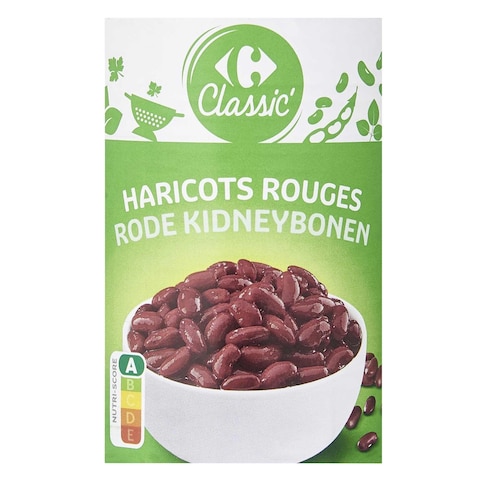 Classic'
HARICOTS ROUGES
RODE KIDNEYBONEN
NUTRI-SCORE
A
B
C
D
E